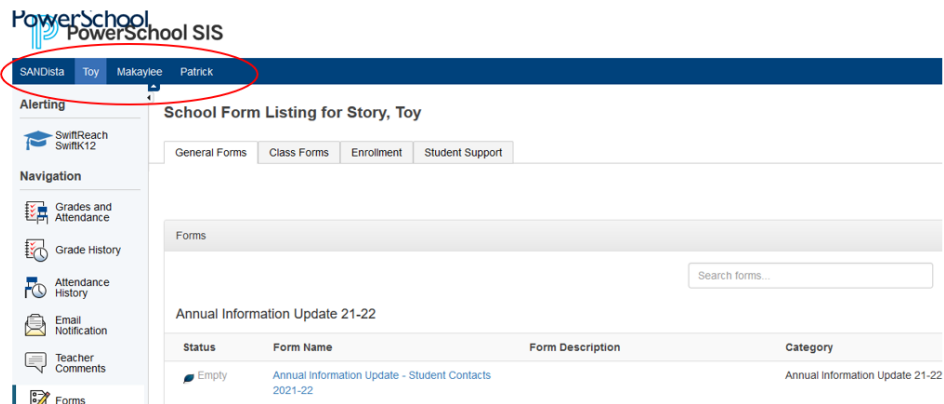 PowerSchool
PowerSchool SIS
SANDista Toy Makaylee Patrick
Alerting
SwiftReach
SwiftK12
Navigation
Grades and
Attendance
Grade History
Attendance
History
Email
Notification
Teacher
Comments
Forms
School Form Listing for Story, Toy
General Forms Class Forms Enrollment Student Support
Forms
Search forms...
Annual Information Update 21-22
Status Form Name Form Description Category
Empty Annual Information Update - Student Contacts Annual Information Update 21-22
2021-22